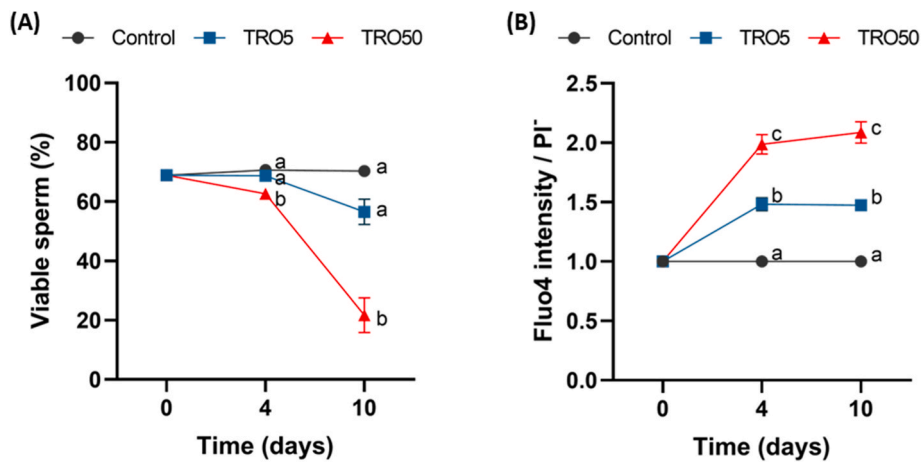 (A)
Control TRO5 TRO50
Viable sperm (%)
100
80
60
40
20
0
a
a
b
a
a
b
0 4 10
Time (days)
(B)
Control TRO5 TRO50
Fluo4 intensity / PI⁻
2.5
2.0
1.5
1.0
0.5
0.0
c
c
b
b
a
a
0 4 10
Time (days)